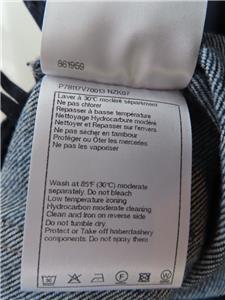 861959
P78117V70013 NZK07
Laver à 30°C modéré séparément
Ne pas chlorer
Repasser à basse température
Nettoyage Hydrocarbure modéré
Nettoyer et Repasser sur l'envers
Ne pas sécher en tambour
Protéger ou Ôter les merceries
Ne pas les vaporiser
Wash at 85°F (30°C) moderate
separately. Do not bleach
Low temperature ironing
Hydrocarbon moderate cleaning
Clean and iron on reverse side
Do not tumble dry
Protect or Take off haberdashery
components. Do not spray them